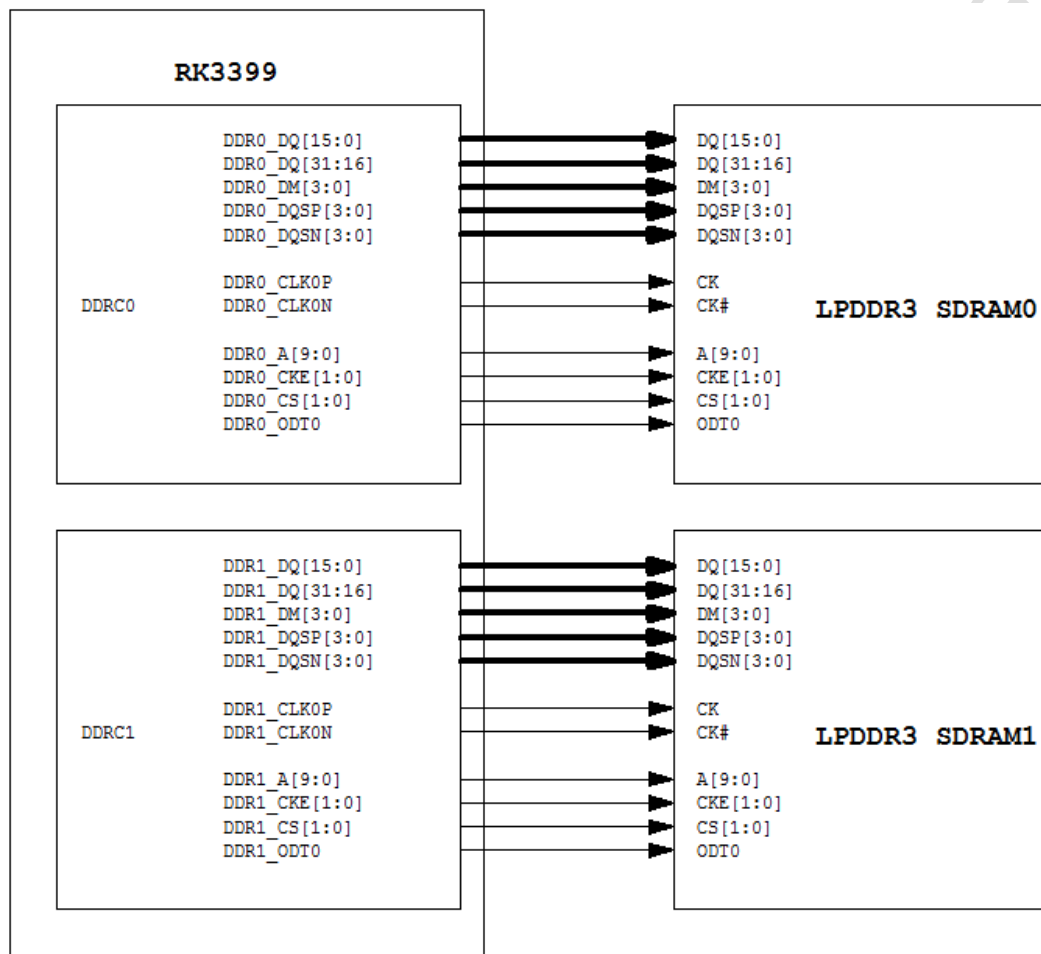 RK3399
DDR0_DQ[15:0] DQ[15:0]
DDR0_DQ[31:16] DQ[31:16]
DDR0_DM[3:0] DM[3:0]
DDR0_DQSP[3:0] DQSP[3:0]
DDR0_DQSN[3:0] DQSN[3:0]
DDR0_CLK0P CK
DDRC0 DDR0_CLK0N CK# LPDDR3 SDRAM0
DDR0_A[9:0] A[9:0]
DDR0_CKE[1:0] CKE[1:0]
DDR0_CS[1:0] CS[1:0]
DDR0_ODT0 ODT0
DDR1_DQ[15:0] DQ[15:0]
DDR1_DQ[31:16] DQ[31:16]
DDR1_DM[3:0] DM[3:0]
DDR1_DQSP[3:0] DQSP[3:0]
DDR1_DQSN[3:0] DQSN[3:0]
DDR1_CLK0P CK
DDRC1 DDR1_CLK0N CK# LPDDR3 SDRAM1
DDR1_A[9:0] A[9:0]
DDR1_CKE[1:0] CKE[1:0]
DDR1_CS[1:0] CS[1:0]
DDR1_ODT0 ODT0